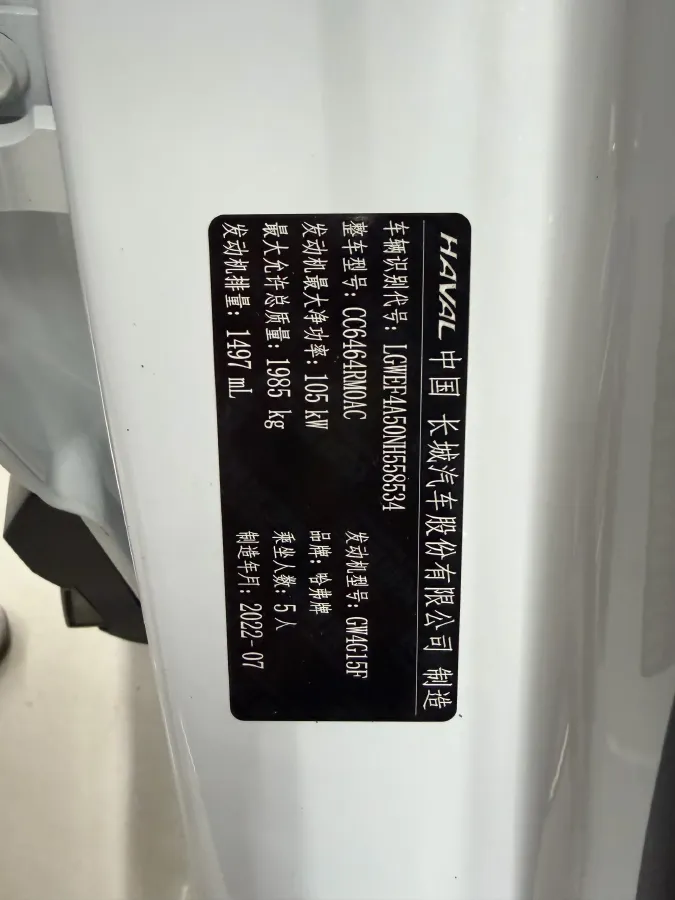 HAVAL 中国 长城汽车股份有限公司 制造
车辆识别代号：LGWEF4A50NH558534
整车型号：CC6464RM0AC 发动机型号：GW4G15F
发动机最大净功率：105 kW 品牌：哈弗牌
最大允许总质量：1985 kg 乘坐人数：5人
发动机排量：1497 mL 制造年月：2022-07